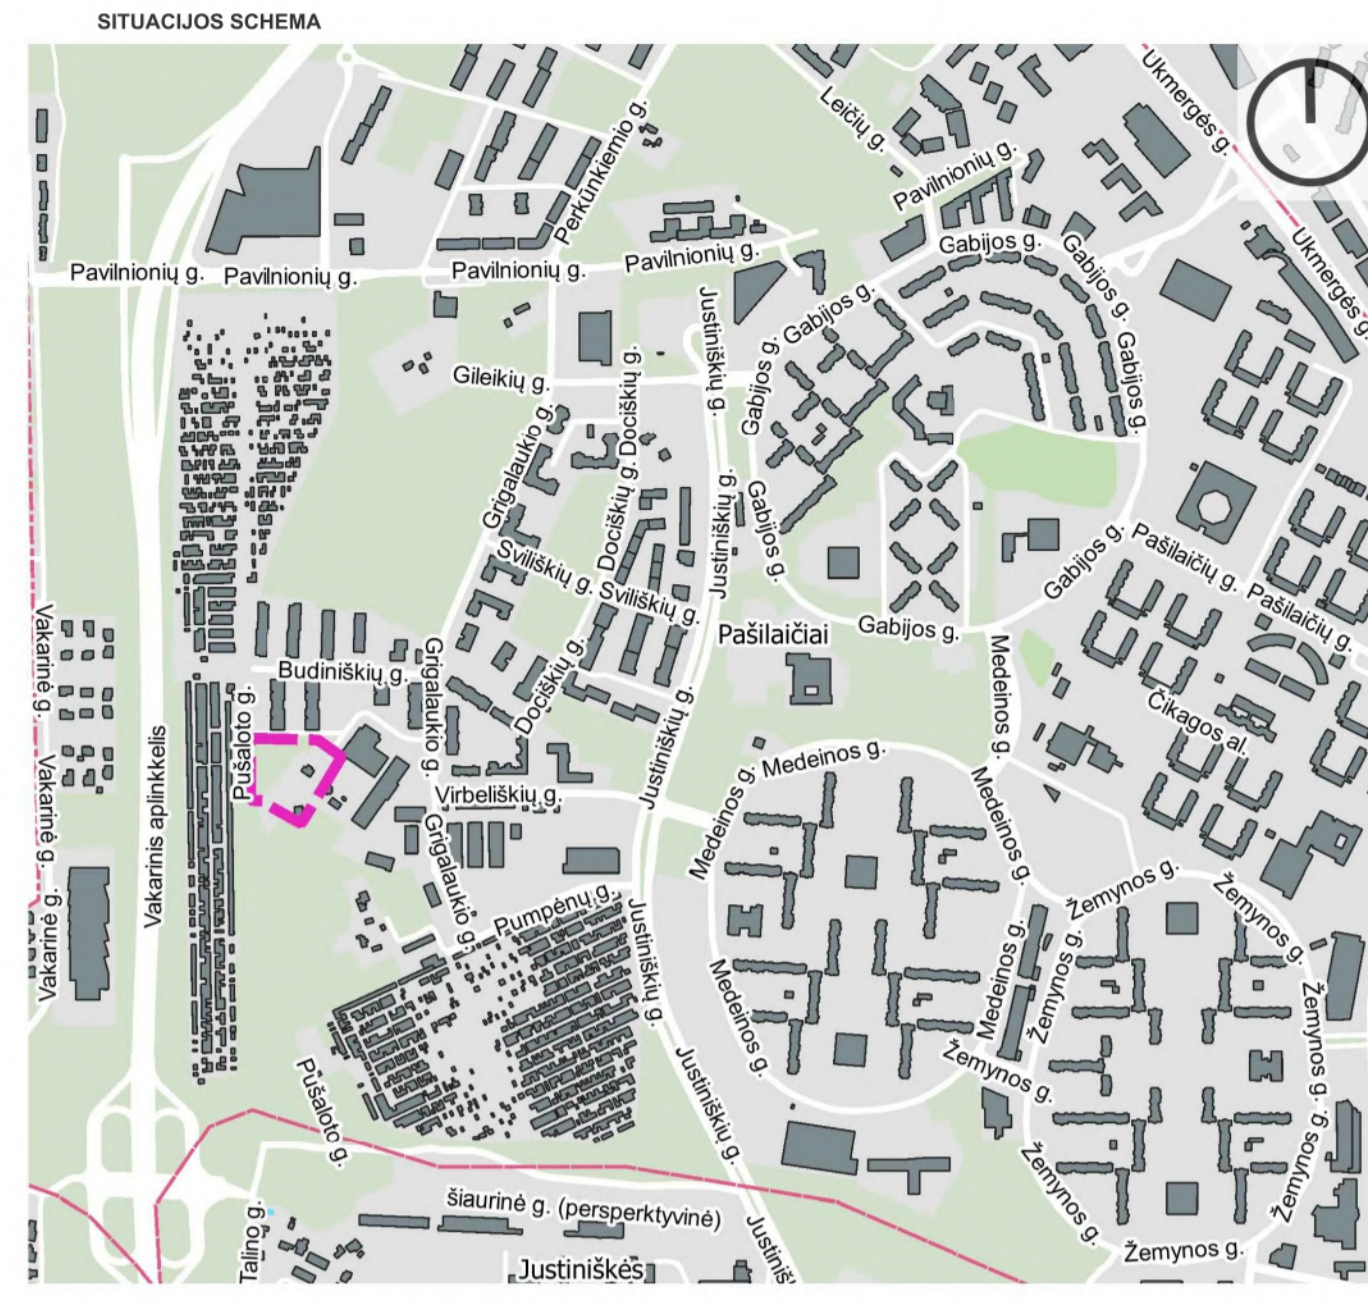 SITUACIJOS SCHEMA
Ukmergės g.
Leičių g.
Perkūnkiemio g.
Pavilnionių g.
Gabijos g.
Gabijos g.
Ukmergės g.
Pavilnionių g.
Pavilnionių g.
Pavilnionių g.
Pavilnionių g.
Justiniškių g.
Gabijos g.
Gabijos g.
Gabijos g.
Gileikių g.
Dociškių g.
Grigalaukio g.
Dociškių g.
Justiniškių g.
Gabijos g.
Sviliškių g.
Sviliškių g.
Gabijos g.
Pašilaičių g.
Pašilaičių g.
Gabijos g.
Pašilaičiai
Vakarinė g.
Budiniškių g.
Grigalaukio g.
Dociškių g.
Medeinos g.
Čikagos al.
Pušaloto g.
Justiniškių g.
Vakarinis aplinkkelis
Vakarinė g.
Medeinos g.
Medeinos g.
Medeinos g.
Virbeliškių g.
Grigalaukio g.
Vakarinė g.
Pumpėnų g.
Justiniškių g.
Medeinos g.
Medeinos g.
Žemynos g.
Žemynos g.
Žemynos g.
Žemynos g.
Žemynos g.
Pušaloto g.
Justiniškių g.
Žemynos g.
Žemynos g.
Žemynos g.
Talino g.
šiaurinė g. (persperktyvinė)
Justiniškės
Justinišk